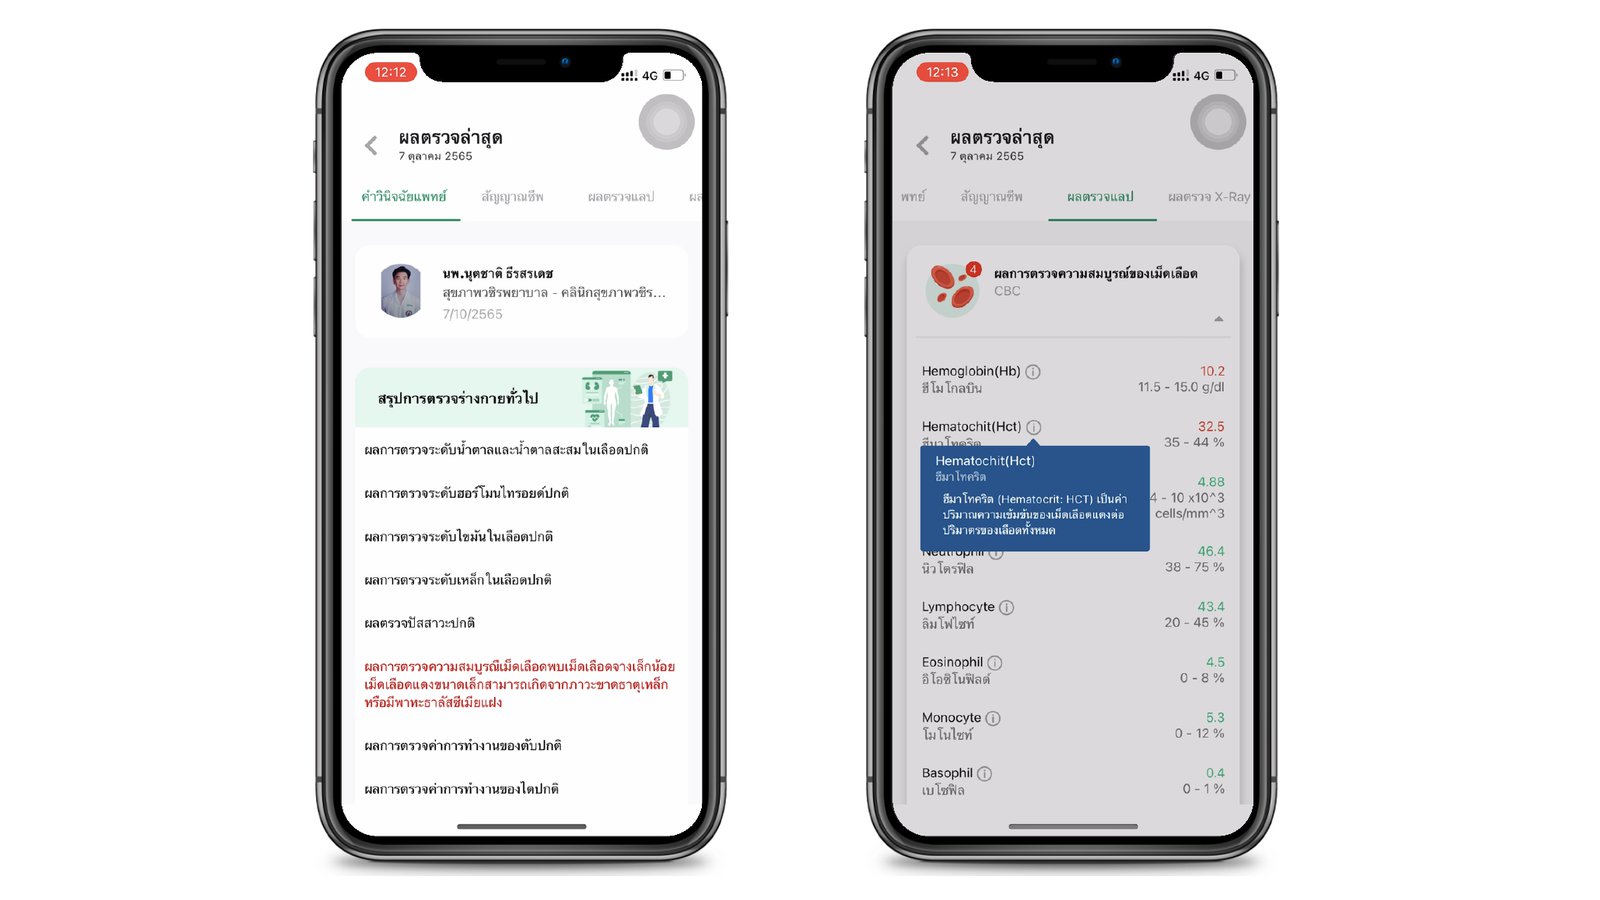 12:12
4G
ผลตรวจล่าสุด
7 ตุลาคม 2565
คำวินิจฉัยแพทย์
สัญญาณชีพ
ผลตรวจแลป
ผล
นพ.นุตชาติ ธีรสรเดช
สุขภาพวชิรพยาบาล - คลินิกสุขภาพวชิร...
7/10/2565
สรุปการตรวจร่างกายทั่วไป
ผลการตรวจระดับน้ำตาลและน้ำตาลสะสมในเลือดปกติ
ผลการตรวจระดับฮอร์โมนไทรอยด์ปกติ
ผลการตรวจระดับไขมันในเลือดปกติ
ผลการตรวจระดับเหล็กในเลือดปกติ
ผลตรวจปัสสาวะปกติ
ผลการตรวจความสมบูรณ์เม็ดเลือดพบเม็ดเลือดจางเล็กน้อย
เม็ดเลือดแดงขนาดเล็กสามารถเกิดจากภาวะขาดธาตุเหล็ก
หรือมีพาหะธาลัสซีเมียแฝง
ผลการตรวจค่าการทำงานของตับปกติ
ผลการตรวจค่าการทำงานของไตปกติ
12:13
4G
ผลตรวจล่าสุด
7 ตุลาคม 2565
พทย์
สัญญาณชีพ
ผลตรวจแลป
ผลตรวจ X-Ray
4
ผลการตรวจความสมบูรณ์ของเม็ดเลือด
CBC
Hemoglobin(Hb) 10.2
ฮีโมโกลบิน 11.5 - 15.0 g/dl
Hematochit(Hct) 32.5
ฮีมาโทคริต 35 - 44 %
Hematochit(Hct)
ฮีมาโทคริต
ฮีมาโทคริต (Hematocrit: HCT) เป็นค่า
ปริมาณความเข้มข้นของเม็ดเลือดแดงต่อ
ปริมาตรของเลือดทั้งหมด
4.88
4 - 10 x10^3
cells/mm^3
Neutrophil 46.4
นิวโตรฟิล 38 - 75 %
Lymphocyte 43.4
ลิมโฟไซท์ 20 - 45 %
Eosinophil 4.5
อิโอซิโนฟิลด์ 0 - 8 %
Monocyte 5.3
โมโนไซท์ 0 - 12 %
Basophil 0.4
เบโซฟิล 0 - 1 %